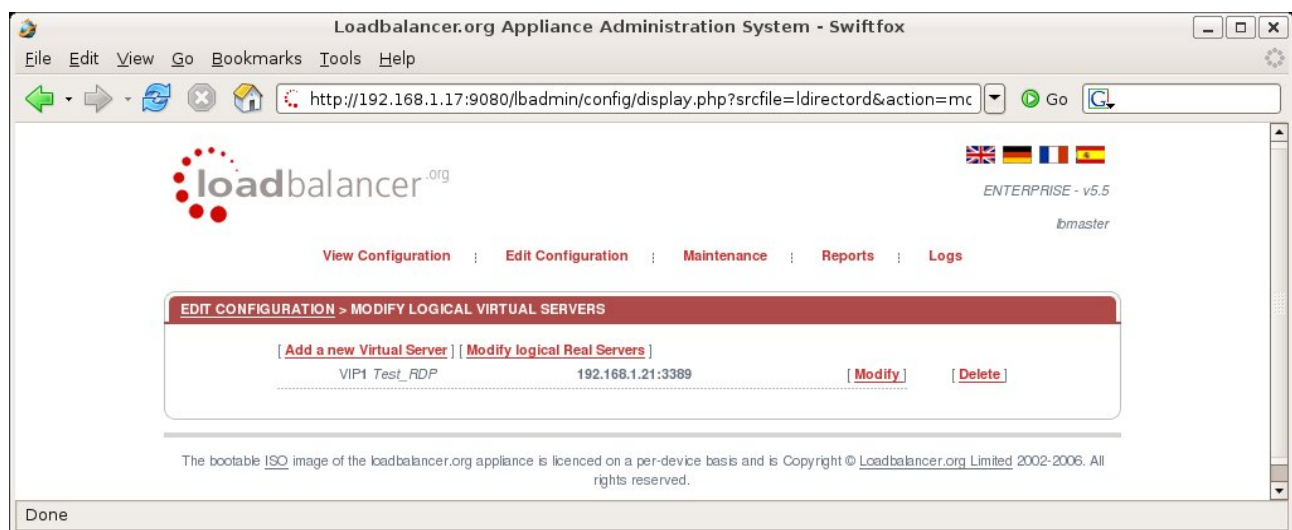 Loadbalancer.org Appliance Administration System - Swiftfox
File Edit View Go Bookmarks Tools Help
http://192.168.1.17:9080/lbadmin/config/display.php?srcfile=ldirectord&action=mc Go G
loadbalancer.org
ENTERPRISE - v5.5
lbmaster
View Configuration Edit Configuration Maintenance Reports Logs
EDIT CONFIGURATION > MODIFY LOGICAL VIRTUAL SERVERS
[ Add a new Virtual Server ] [ Modify logical Real Servers ]
VIP1 Test_RDP 192.168.1.21:3389 [ Modify ] [ Delete ]
The bootable ISO image of the loadbalancer.org appliance is licenced on a per-device basis and is Copyright © Loadbalancer.org Limited 2002-2006. All
rights reserved.
Done